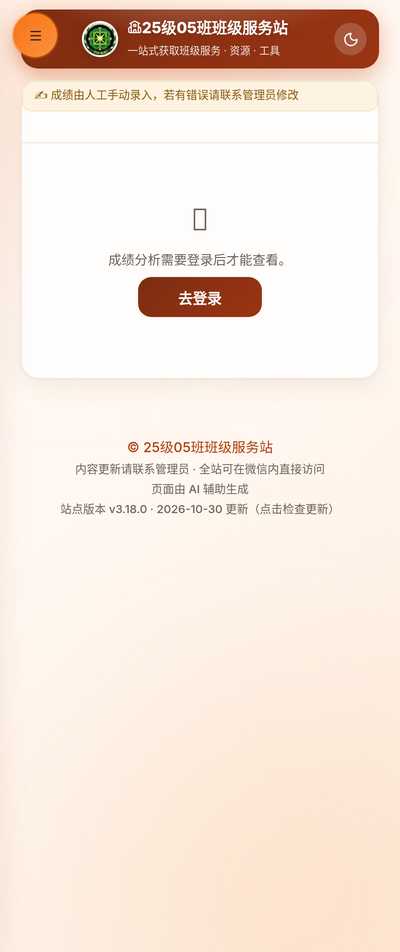 25级05班班级服务站
一站式获取班级服务 · 资源 · 工具
✍ 成绩由人工手动录入，若有错误请联系管理员修改
成绩分析需要登录后才能查看。
去登录
© 25级05班班级服务站
内容更新请联系管理员 · 全站可在微信内直接访问
页面由 AI 辅助生成
站点版本 v3.18.0 · 2026-10-30 更新（点击检查更新）